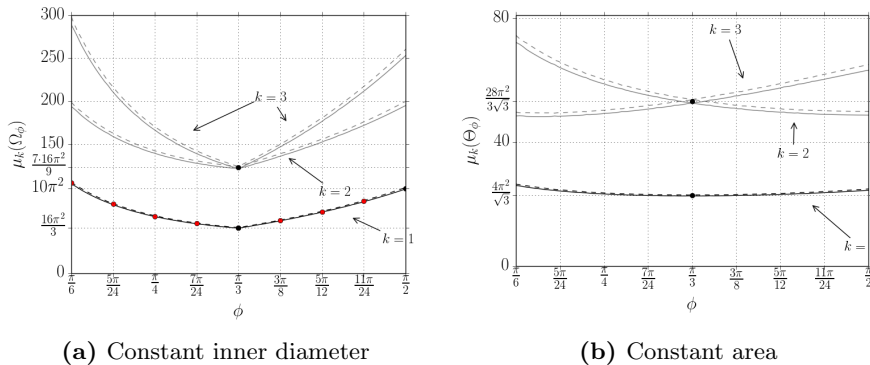 300
250
200
150
7·16π²/9
10π²
16π²/3
0
μₖ(Ω_ϕ)
k = 3
k = 2
k = 1
π/6
5π/24
π/4
7π/24
π/3
3π/8
5π/12
11π/24
π/2
ϕ
(a) Constant inner diameter
80
28π²/3√3
40
4π²/√3
0
μₖ(Θ_ϕ)
k = 3
k = 2
k =
π/6
5π/24
π/4
7π/24
π/3
3π/8
5π/12
11π/24
π/2
ϕ
(b) Constant area